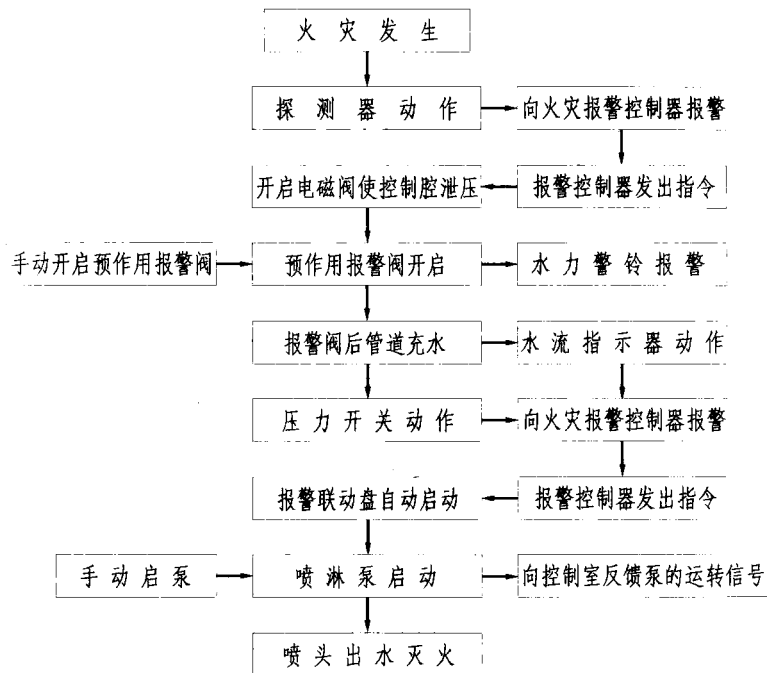 火灾发生
探测器动作
向火灾报警控制器报警
开启电磁阀使控制腔泄压
报警控制器发出指令
手动开启预作用报警阀
预作用报警阀开启
水力警铃报警
报警阀后管道充水
水流指示器动作
压力开关动作
向火灾报警控制器报警
报警联动盘自动启动
报警控制器发出指令
手动启泵
喷淋泵启动
向控制室反馈泵的运转信号
喷头出水灭火